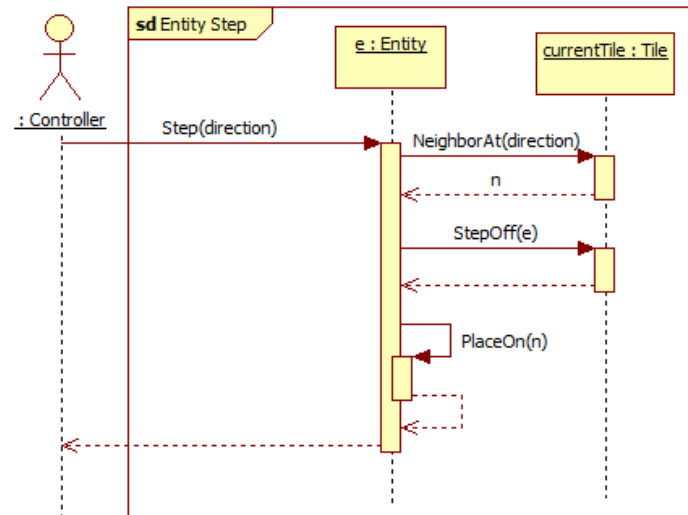 sd Entity Step
e : Entity
currentTile : Tile
: Controller
Step(direction)
NeighborAt(direction)
n
StepOff(e)
PlaceOn(n)